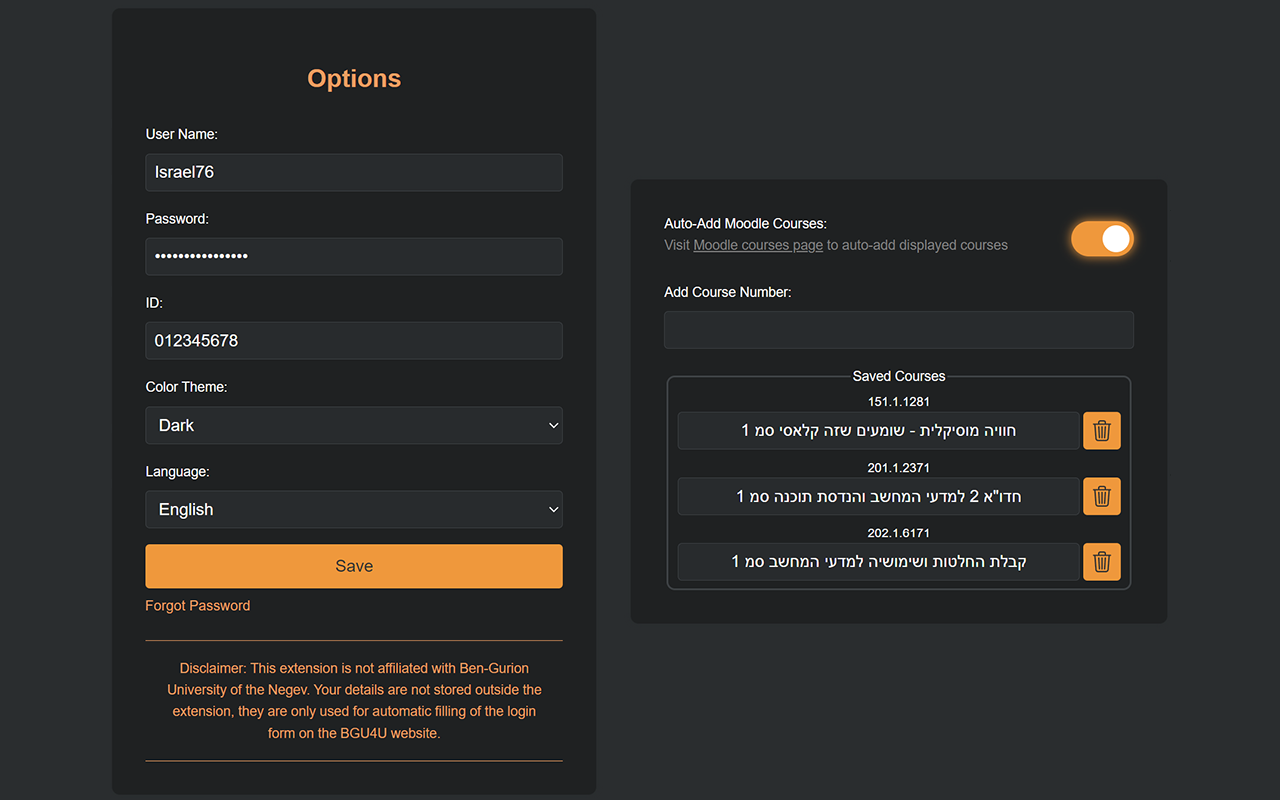 Options
User Name:
Israel76
Password:
••••••••••••••••
ID:
012345678
Color Theme:
Dark
Language:
English
Save
Forgot Password
Disclaimer: This extension is not affiliated with Ben-Gurion
University of the Negev. Your details are not stored outside the
extension, they are only used for automatic filling of the login
form on the BGU4U website.
Auto-Add Moodle Courses:
Visit Moodle courses page to auto-add displayed courses
Add Course Number:
Saved Courses
151.1.1281
חוויה מוסיקלית - שומעים שזה קלאסי סמ 1
201.1.2371
חדו"א 2 למדעי המחשב והנדסת תוכנה סמ 1
202.1.6171
קבלת החלטות ושימושיה למדעי המחשב סמ 1